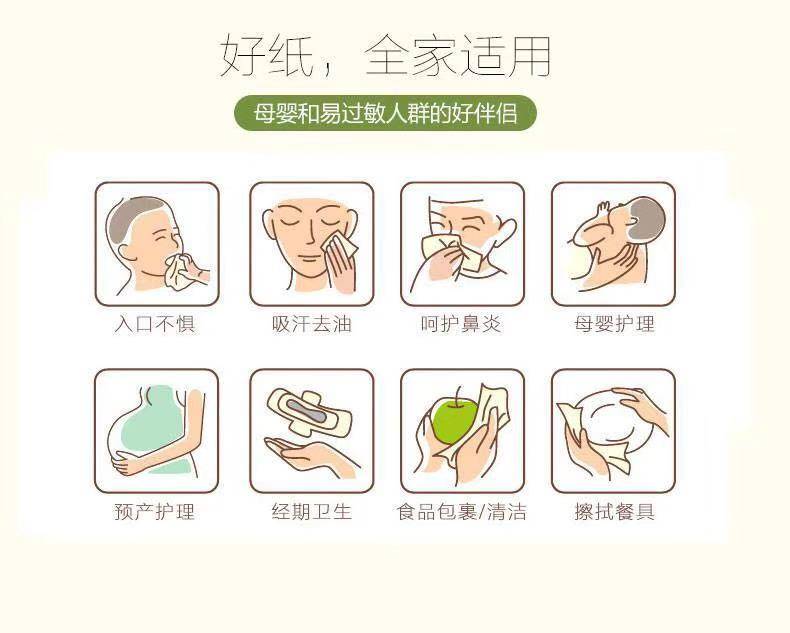 好纸，全家适用
母婴和易过敏人群的好伴侣
入口不惧
吸汗去油
呵护鼻炎
母婴护理
预产护理
经期卫生
食品包裹/清洁
擦拭餐具